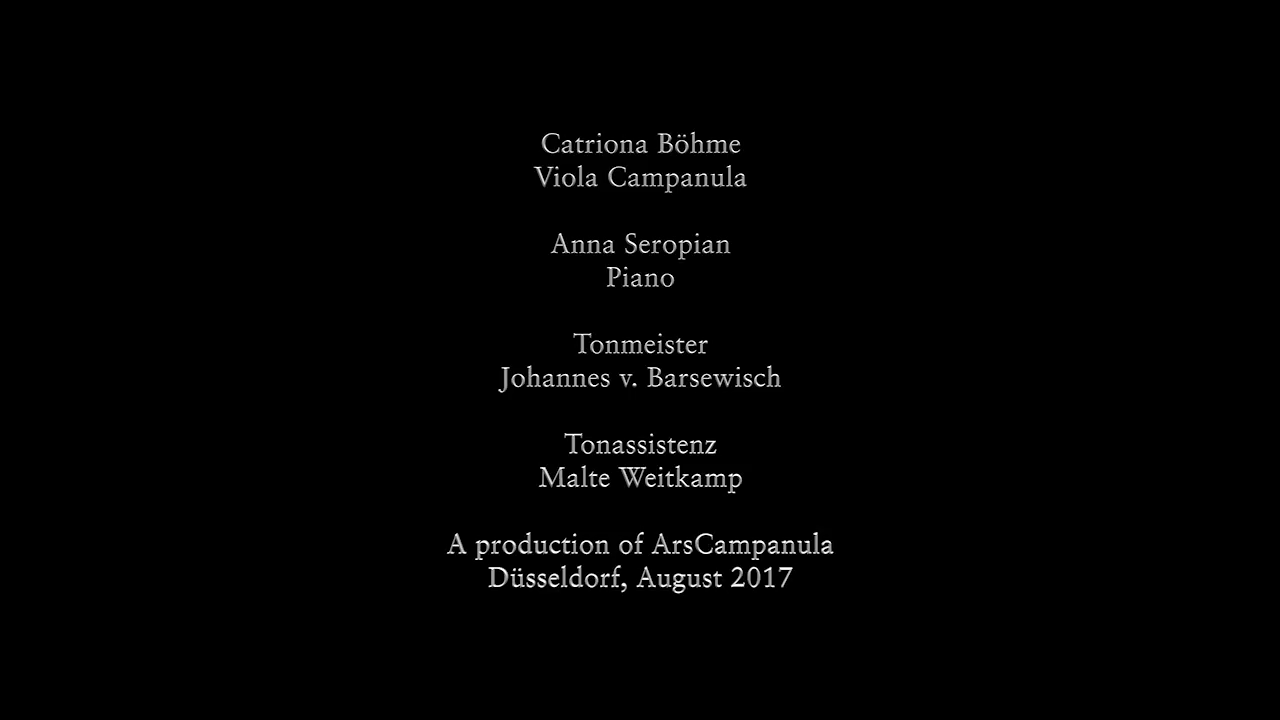 Catriona Böhme
Viola Campanula
Anna Seropian
Piano
Tonmeister
Johannes v. Barsewisch
Tonassistenz
Malte Weitkamp
A production of ArsCampanula
Düsseldorf, August 2017